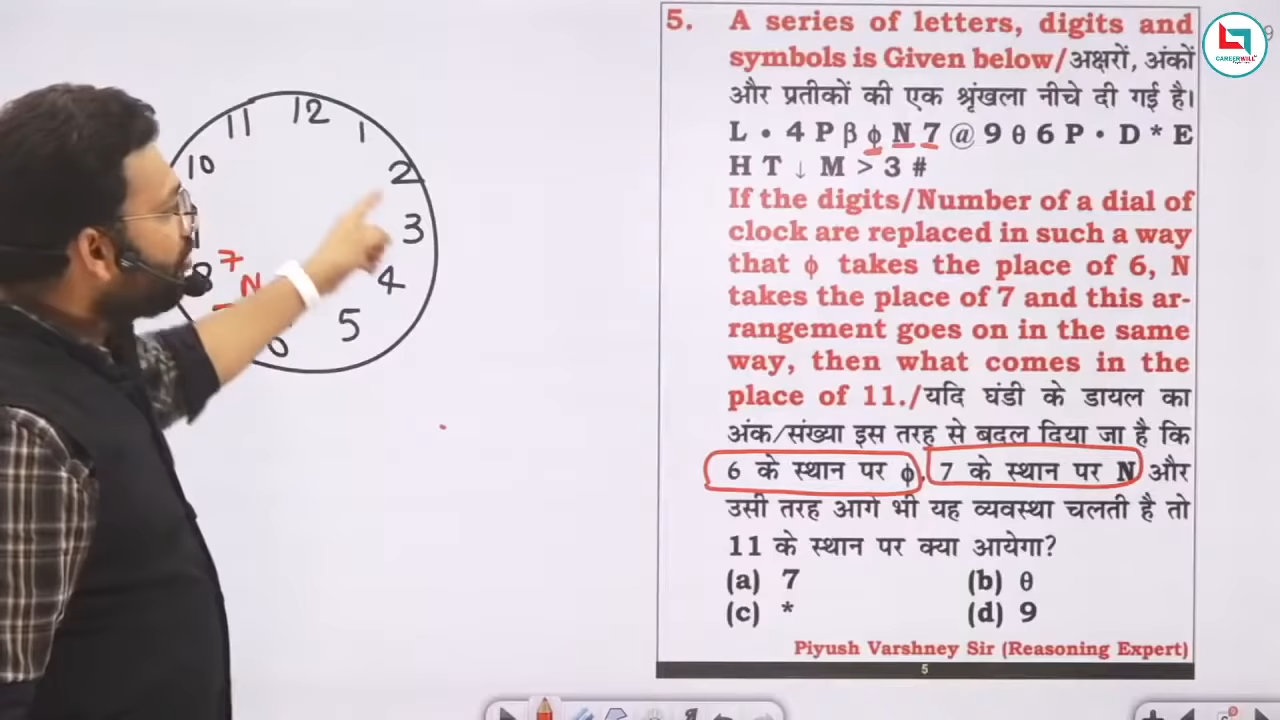 5. A series of letters, digits and
symbols is Given below/अक्षरों, अंकों
और प्रतीकों की एक श्रृंखला नीचे दी गई है।
L • 4 P β ϕ N 7 @ 9 θ 6 P • D * E
H T ↓ M > 3 #
If the digits/Number of a dial of
clock are replaced in such a way
that ϕ takes the place of 6, N
takes the place of 7 and this ar-
rangement goes on in the same
way, then what comes in the
place of 11./यदि घंडी के डायल का
अंक/संख्या इस तरह से बदल दिया जा है कि
6 के स्थान पर ϕ, 7 के स्थान पर N और
उसी तरह आगे भी यह व्यवस्था चलती है तो
11 के स्थान पर क्या आयेगा?
(a) 7 (b) θ
(c) * (d) 9
Piyush Varshney Sir (Reasoning Expert)
5
CAREERWILL
12
11
1
10
2
3
7
8
N
4
5
6
9